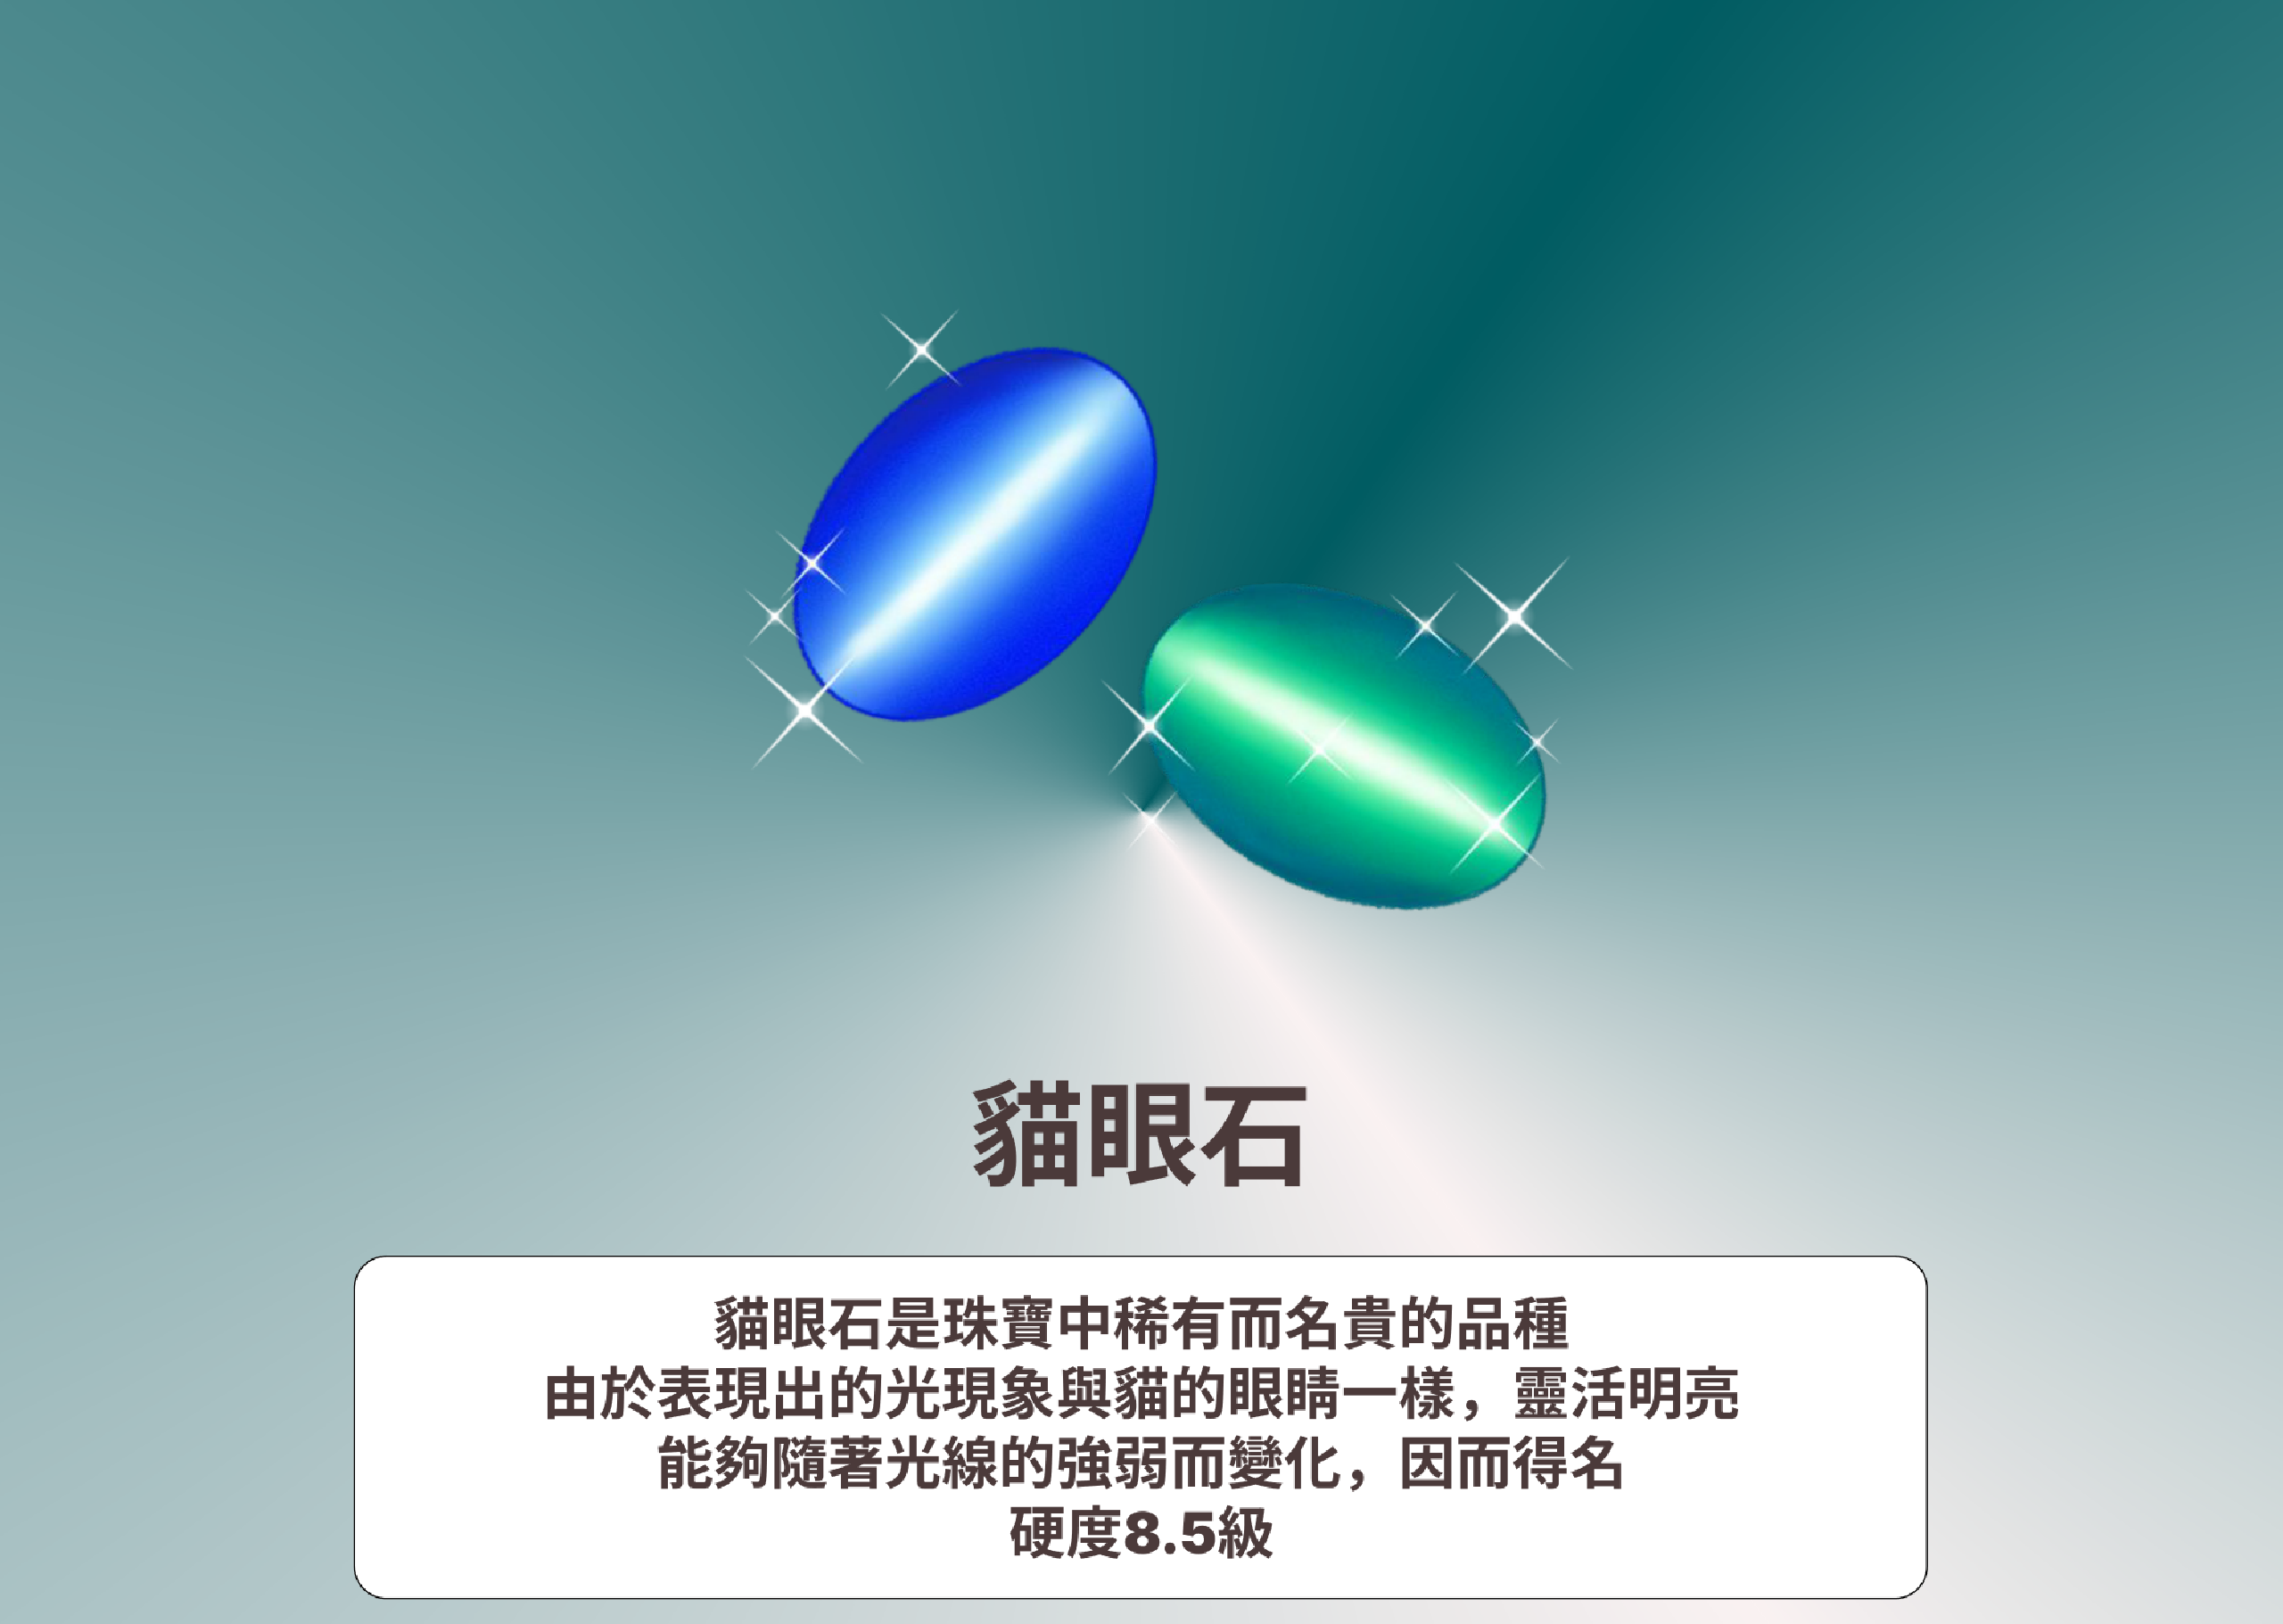 貓眼石
貓眼石是珠寶中稀有而名貴的品種
由於表現出的光現象與貓的眼睛一樣，靈活明亮
能夠隨著光線的強弱而變化，因而得名
硬度8.5級